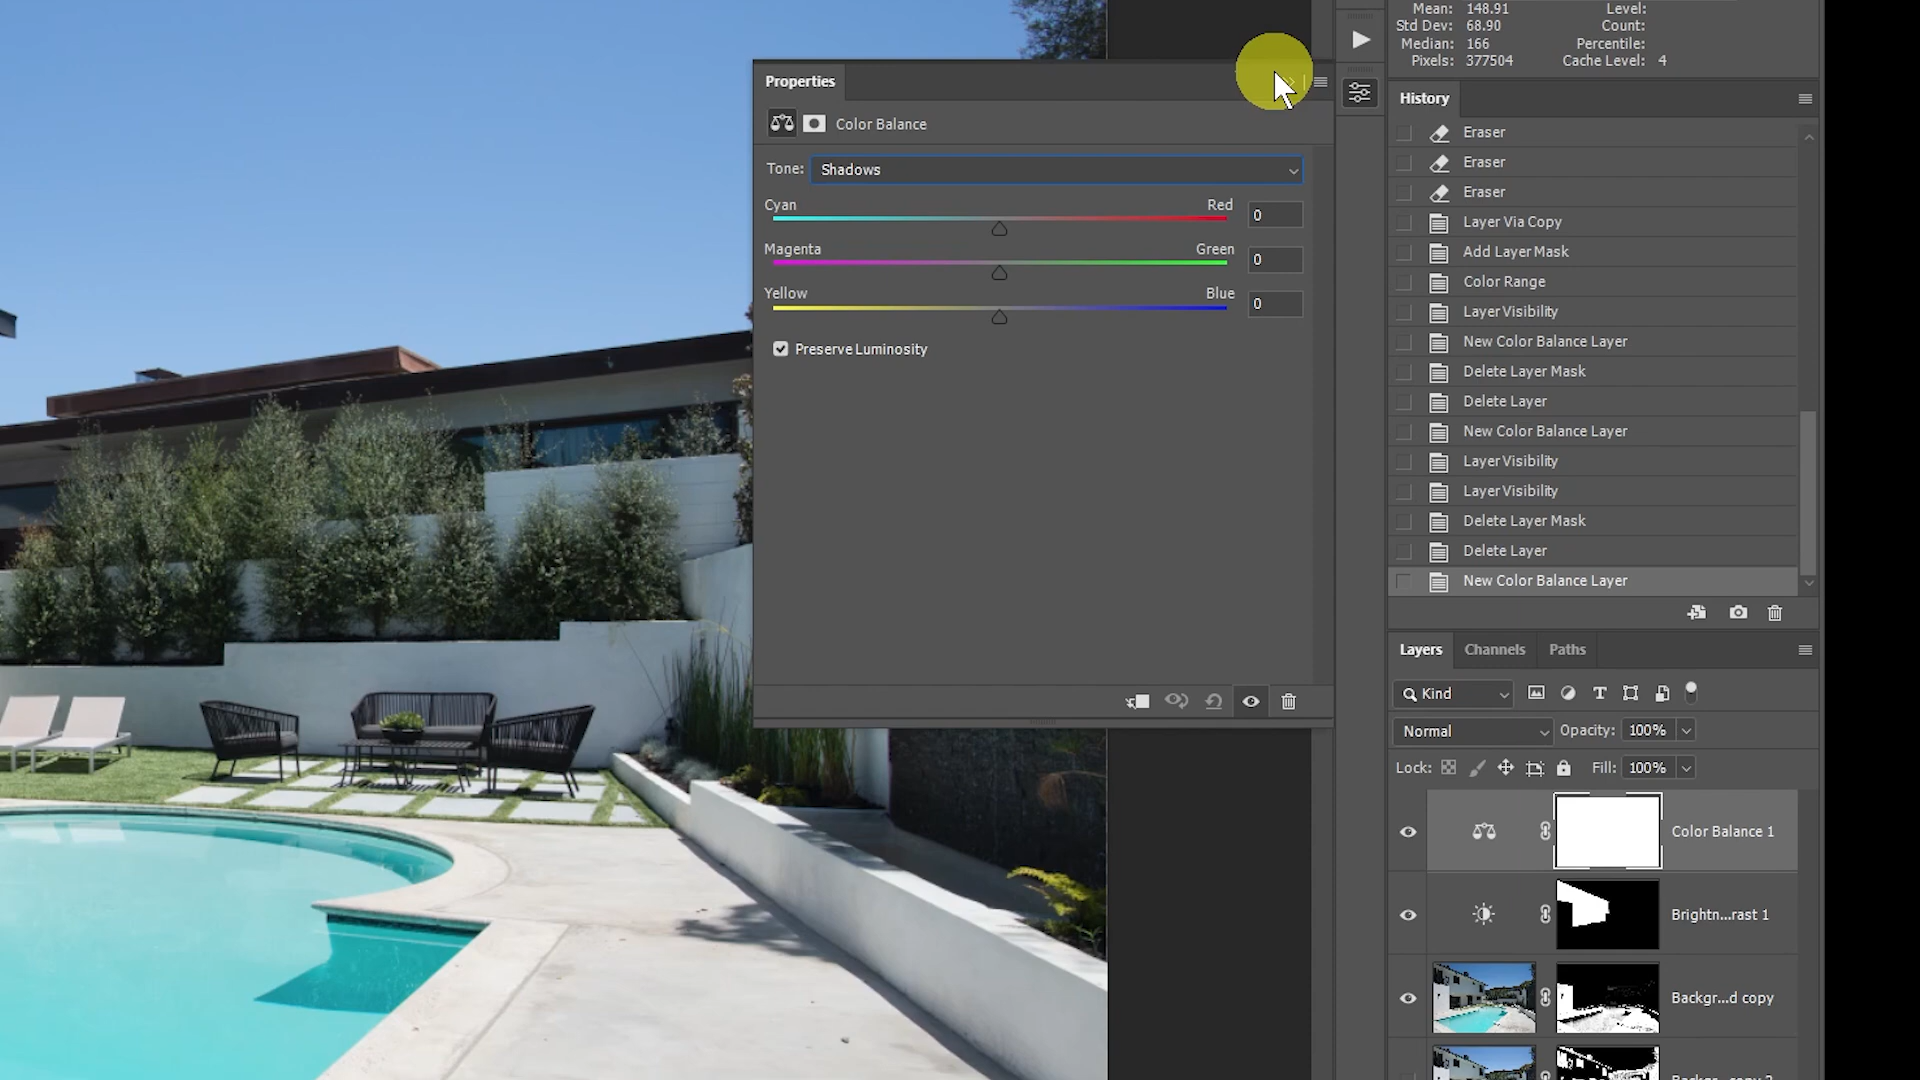 Mean: 148.91 Level:
Std Dev: 68.90 Count:
Median: 166 Percentile:
Pixels: 377504 Cache Level: 4
Properties
Color Balance
Tone: Shadows
Cyan Red 0
Magenta Green 0
Yellow Blue 0
Preserve Luminosity
History
Eraser
Eraser
Eraser
Layer Via Copy
Add Layer Mask
Color Range
Layer Visibility
New Color Balance Layer
Delete Layer Mask
Delete Layer
New Color Balance Layer
Layer Visibility
Layer Visibility
Delete Layer Mask
Delete Layer
New Color Balance Layer
Layers Channels Paths
Kind
Normal Opacity: 100%
Lock: Fill: 100%
Color Balance 1
Brightn...rast 1
Backgr...d copy